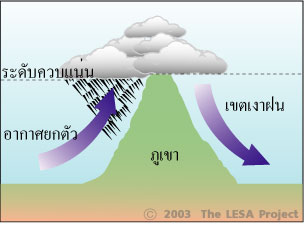 ระดับควบแน่น
เขตเงาฝน
อากาศยกตัว
ภูเขา
© 2003 The LESA Project